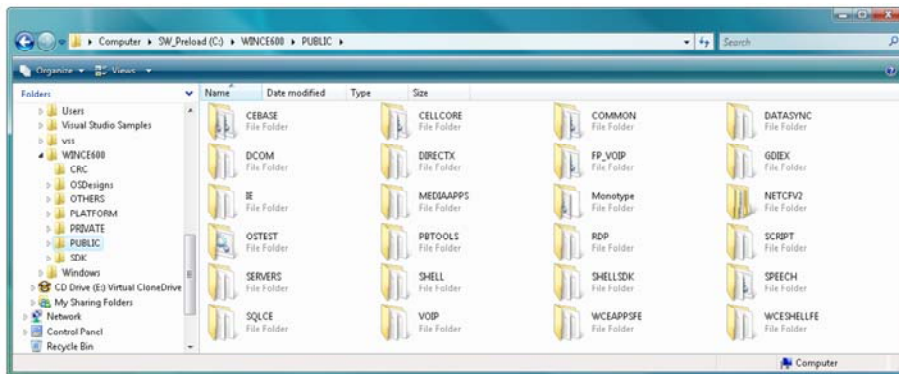 Computer ▸ SW_Preload (C:) ▸ WINCE600 ▸ PUBLIC ▸
Search
Organize
Views
Folders
Name
Date modified
Type
Size
Users
Visual Studio Samples
vss
WINCE600
CRC
OSDesigns
OTHERS
PLATFORM
PRIVATE
PUBLIC
SDK
Windows
CD Drive (E:) Virtual CloneDrive
My Sharing Folders
Network
Control Panel
Recycle Bin
CEBASE
File Folder
CELLCORE
File Folder
COMMON
File Folder
DATASYNC
File Folder
DCOM
File Folder
DIRECTX
File Folder
FP_VOIP
File Folder
GDIEX
File Folder
IE
File Folder
MEDIAAPPS
File Folder
Monotype
File Folder
NETCFV2
File Folder
OSTEST
File Folder
PBTOOLS
File Folder
RDP
File Folder
SCRIPT
File Folder
SERVERS
File Folder
SHELL
File Folder
SHELLSDK
File Folder
SPEECH
File Folder
SQLCE
File Folder
VOIP
File Folder
WCEAPPSFE
File Folder
WCESHELLFE
File Folder
Computer